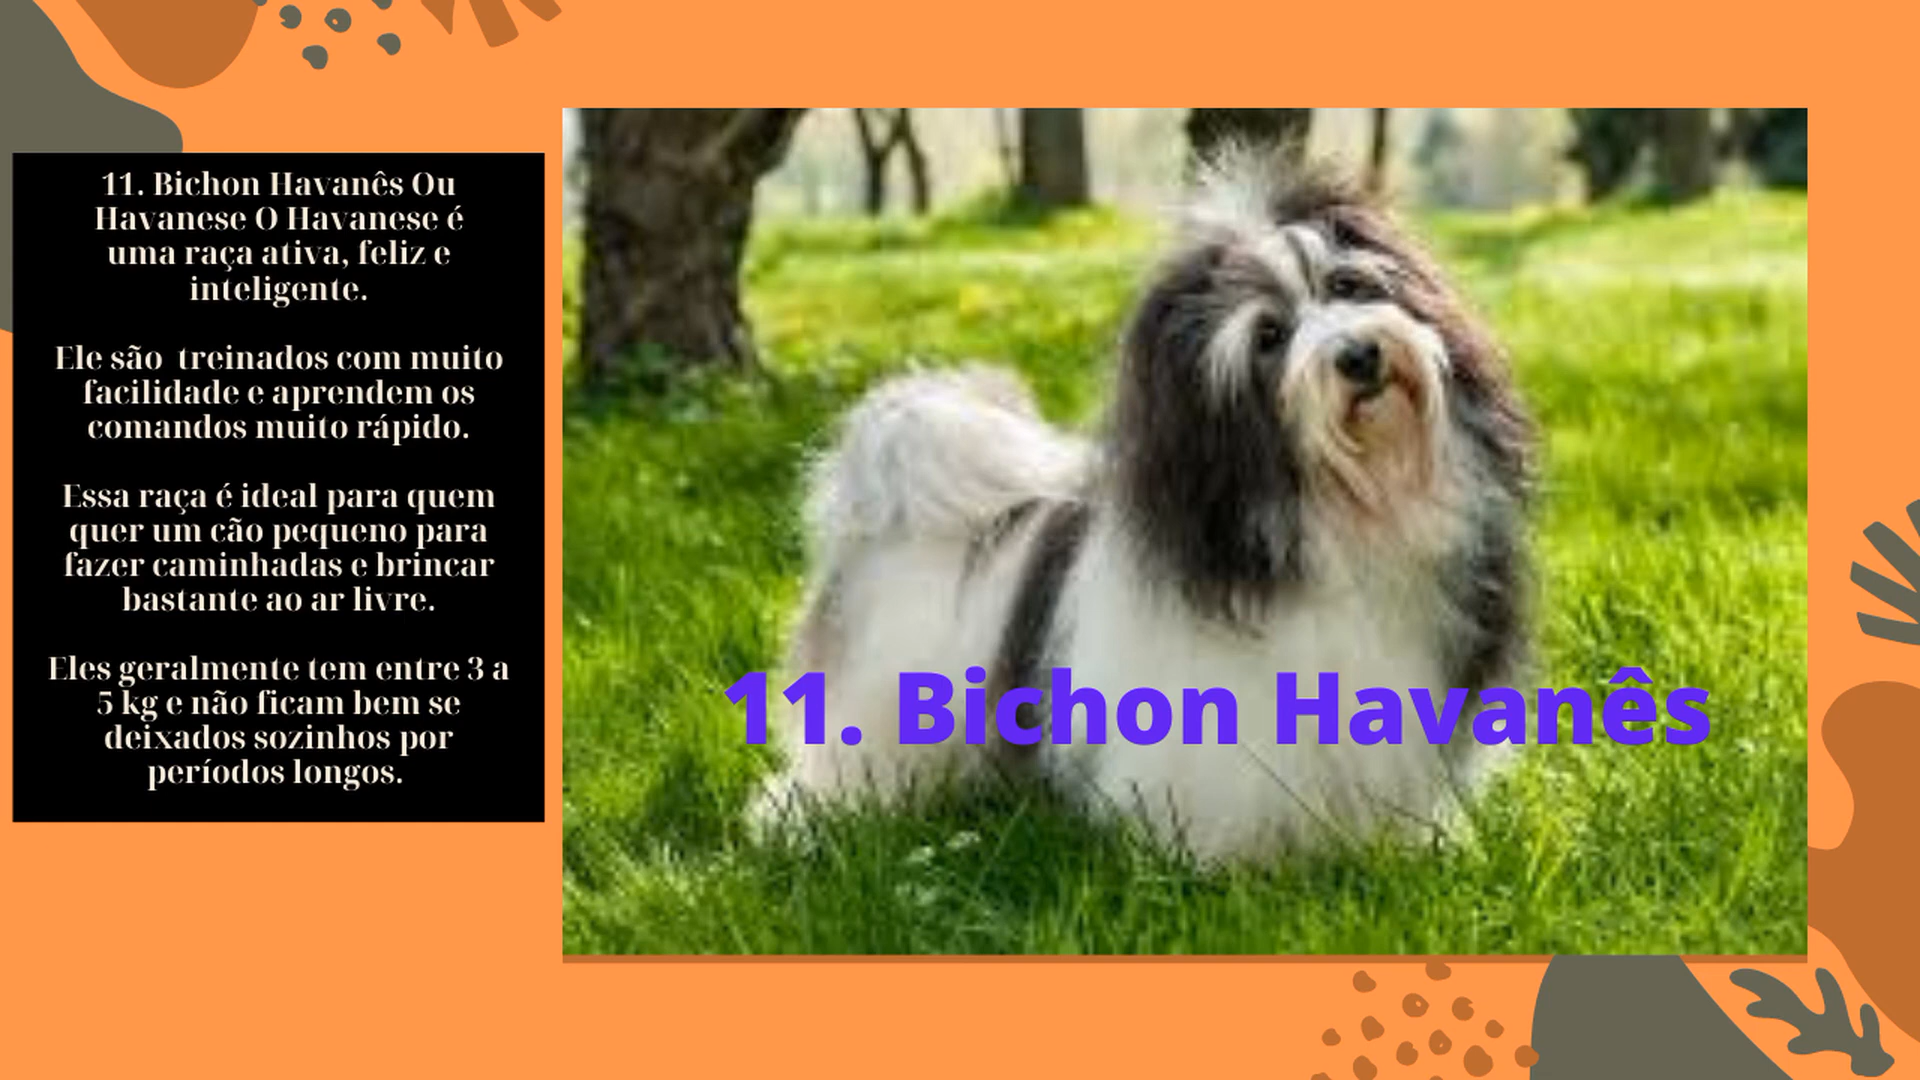 11. Bichon Havanês Ou
Havanese O Havanese é
uma raça ativa, feliz e
inteligente.
Ele são  treinados com muito
facilidade e aprendem os
comandos muito rápido.
Essa raça é ideal para quem
quer um cão pequeno para
fazer caminhadas e brincar
bastante ao ar livre.
Eles geralmente tem entre 3 a
5 kg e não ficam bem se
deixados sozinhos por
períodos longos.
11. Bichon Havanês